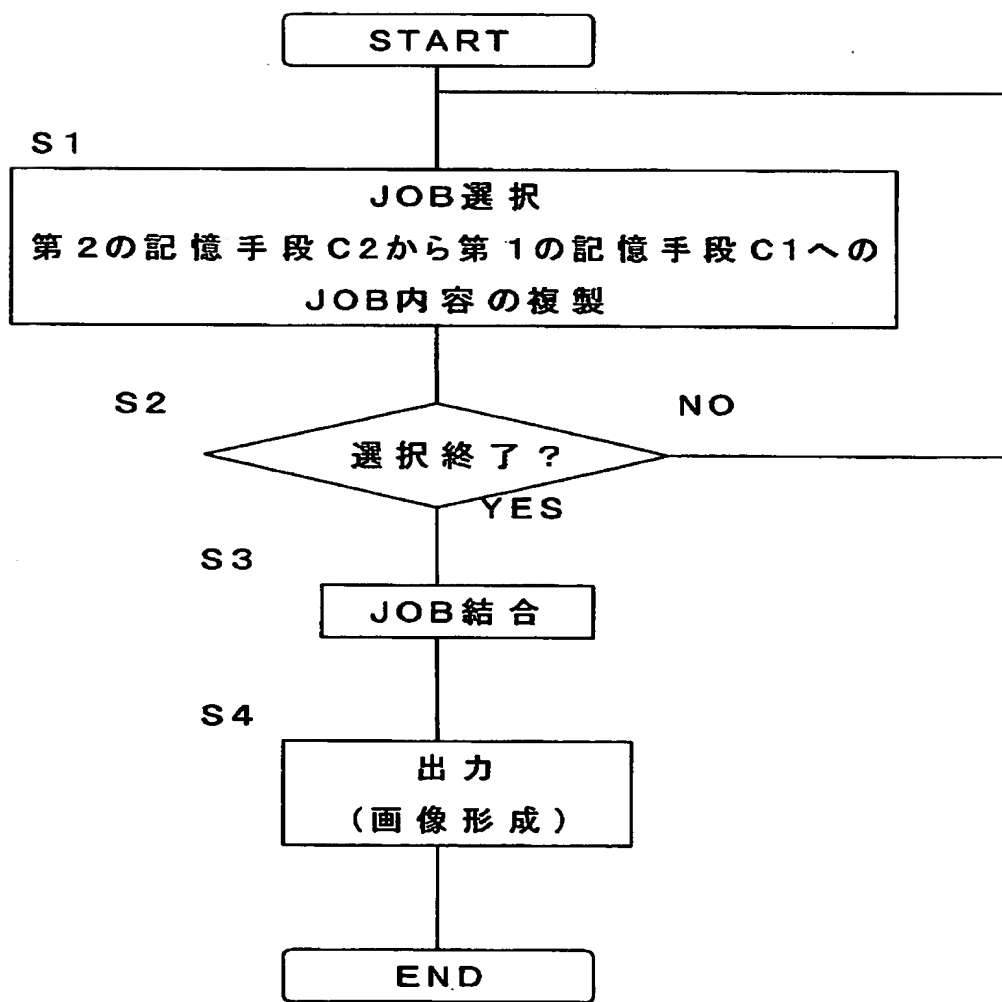 START
S1
JOB選択
第2の記憶手段C2から第1の記憶手段C1への
JOB内容の複製
S2
NO
選択終了?
YES
S3
JOB結合
S4
出力
(画像形成)
END